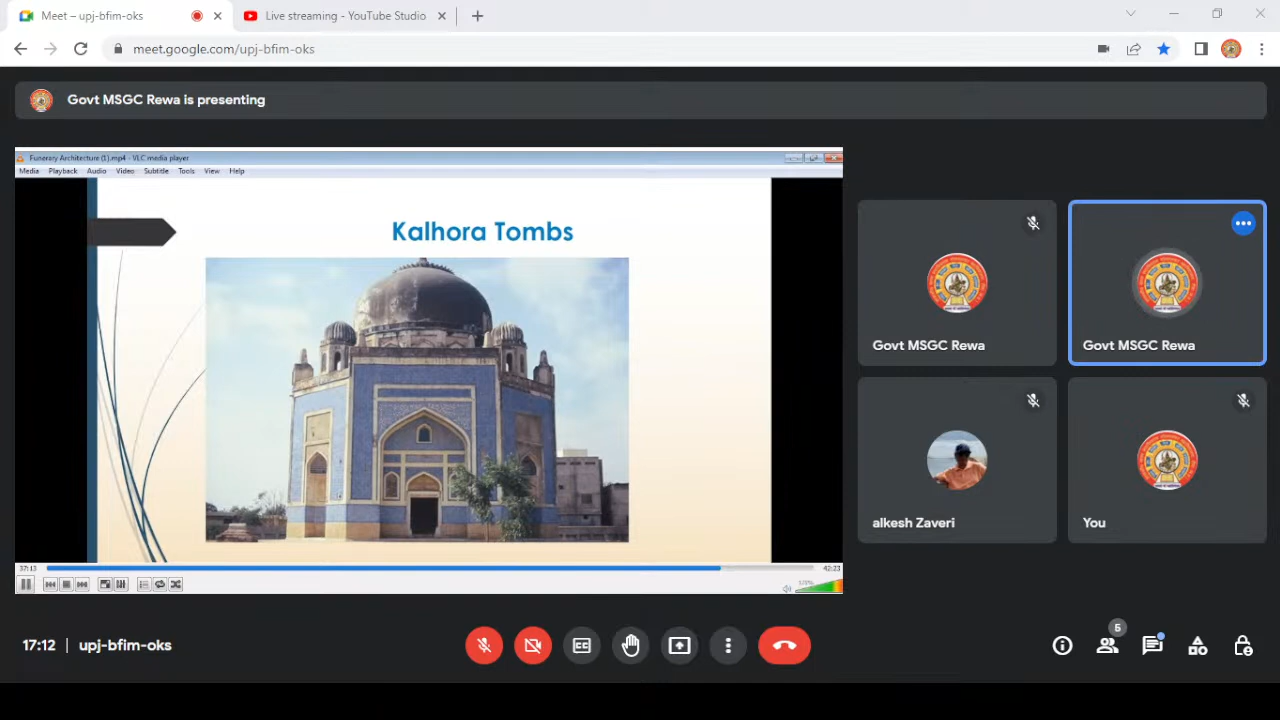 Meet – upj-bfim-oks
Live streaming - YouTube Studio
meet.google.com/upj-bfim-oks
Govt MSGC Rewa is presenting
Funerary Architecture (1).mp4 - VLC media player
Media Playback Audio Video Subtitle Tools View Help
Kalhora Tombs
37:13
42:23
Govt MSGC Rewa
Govt MSGC Rewa
alkesh Zaveri
You
17:12 | upj-bfim-oks
CC
5